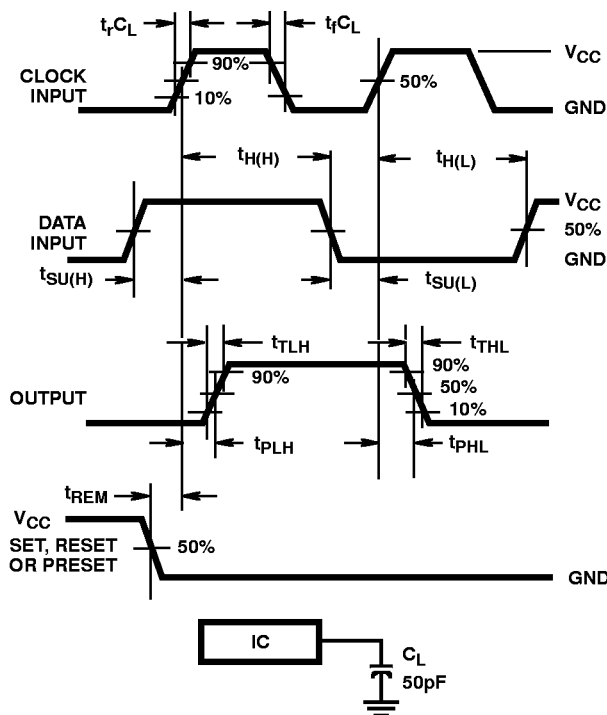 t_rC_L t_fC_L
CLOCK INPUT 90% 10% 50% V_CC GND
t_H(H) t_H(L)
DATA INPUT V_CC 50% GND
t_SU(H) t_SU(L)
t_TLH t_THL
OUTPUT 90% 90% 50% 10%
t_PLH t_PHL
t_REM
V_CC
SET, RESET OR PRESET 50% GND
IC
C_L
50pF